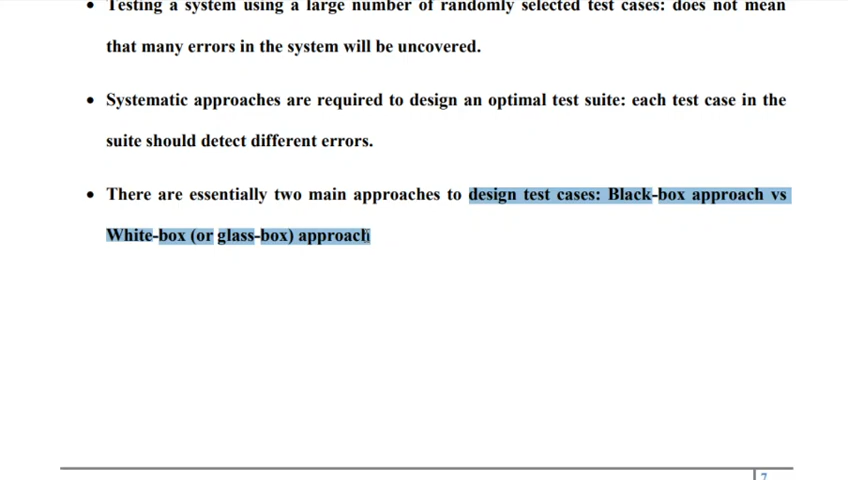 • Testing a system using a large number of randomly selected test cases: does not mean
that many errors in the system will be uncovered.
• Systematic approaches are required to design an optimal test suite: each test case in the
suite should detect different errors.
• There are essentially two main approaches to design test cases: Black-box approach vs
White-box (or glass-box) approach
7